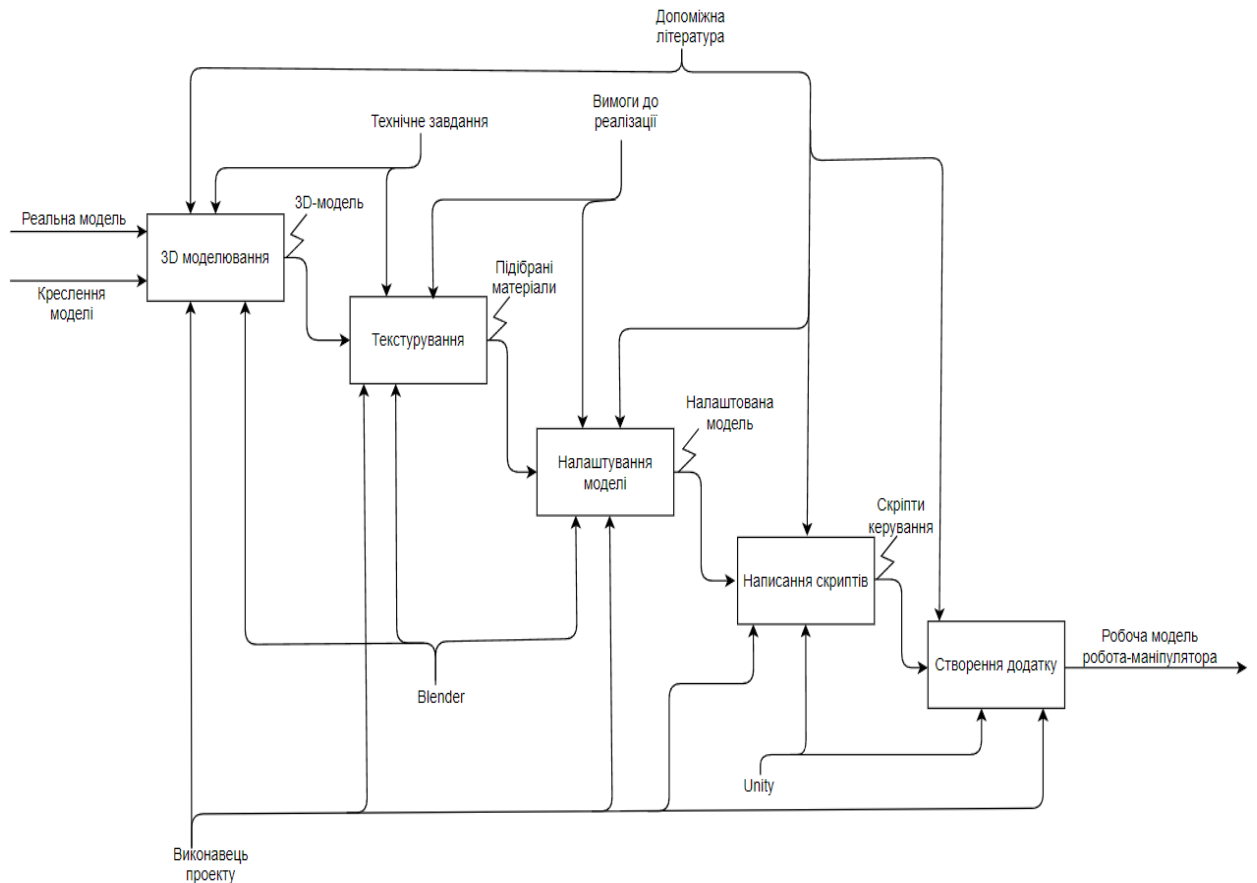 Допоміжна
література
Вимоги до
реалізації
Технічне завдання
3D-модель
Реальна модель
3D моделювання
Креслення
моделі
Підібрані
матеріали
Текстурування
Налаштована
модель
Налаштування
моделі
Скріпти
керування
Написання скриптів
Робоча модель
робота-маніпулятора
Створення додатку
Blender
Unity
Виконавець
проекту